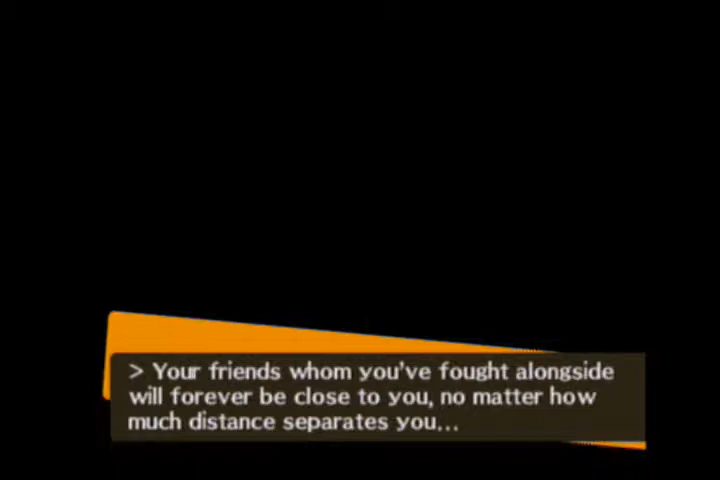 > Your friends whom you've fought alongside
will forever be close to you, no matter how
much distance separates you...